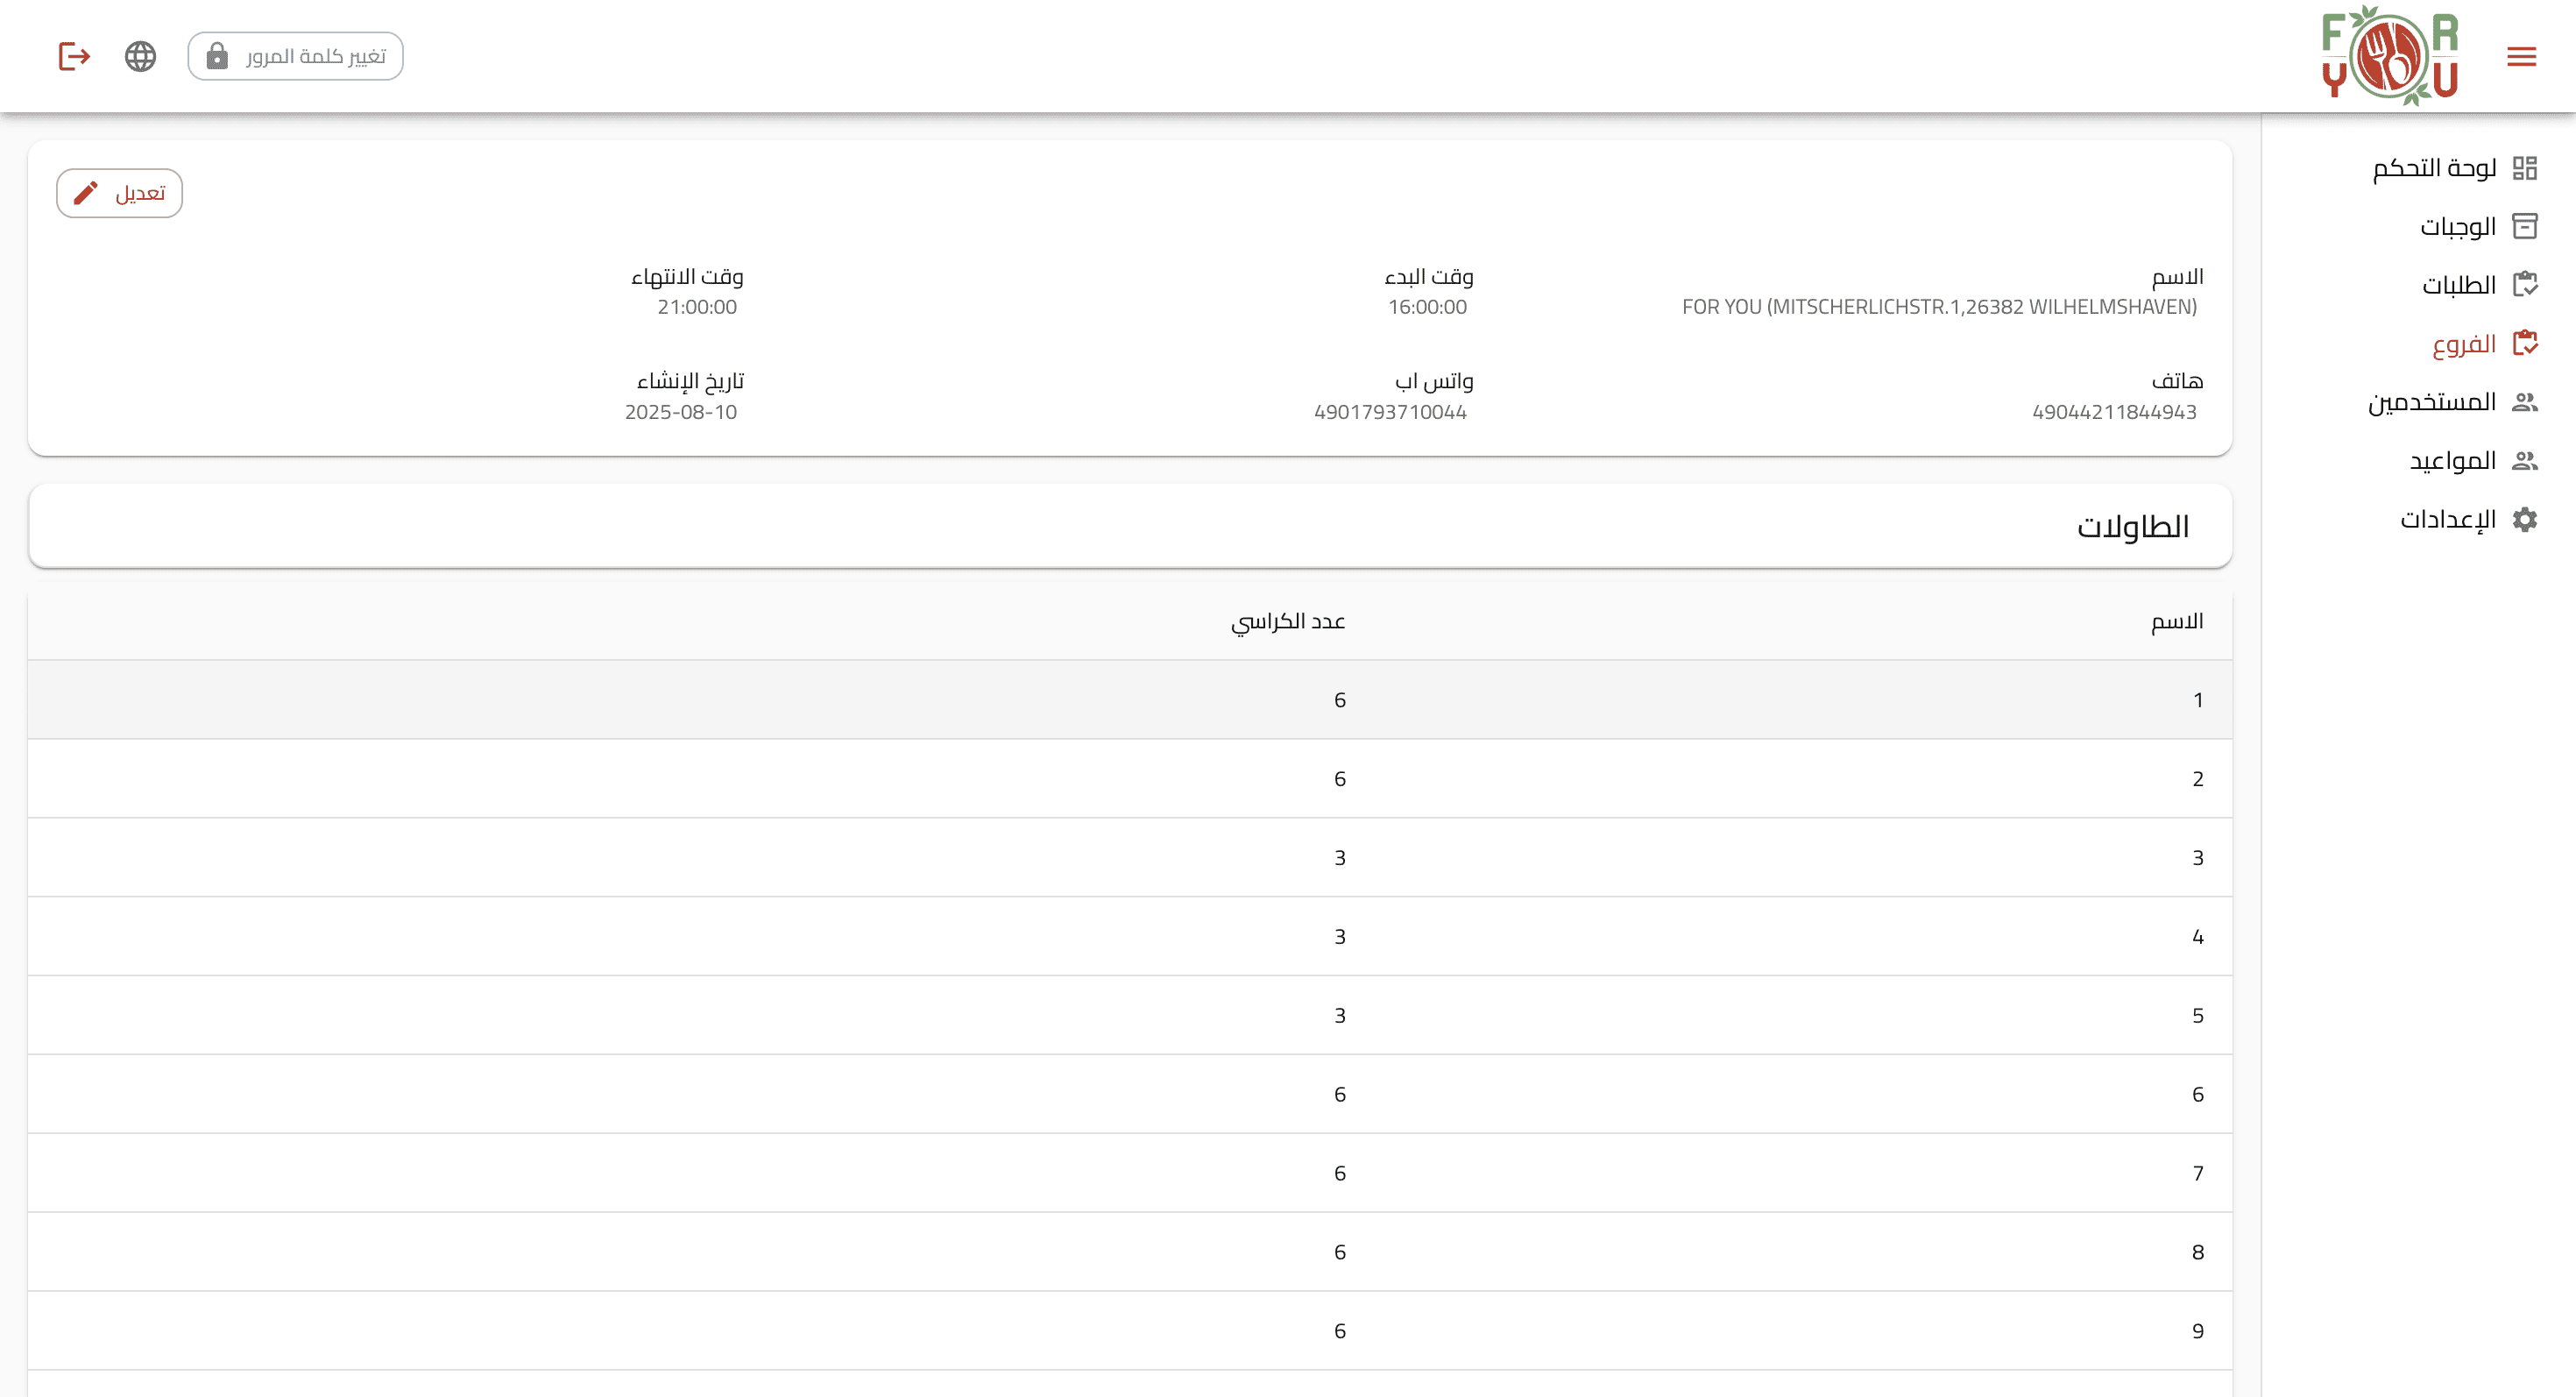 FOR
YOU
تغيير كلمة المرور
لوحة التحكم
الوجبات
الطلبات
الفروع
المستخدمين
المواعيد
الإعدادات
تعديل
الاسم
FOR YOU (MITSCHERLICHSTR.1,26382 WILHELMSHAVEN)
وقت البدء
16:00:00
وقت الانتهاء
21:00:00
هاتف
49044211844943
واتس اب
4901793710044
تاريخ الإنشاء
2025-08-10
الطاولات
الاسم عدد الكراسي
1 6
2 6
3 3
4 3
5 3
6 6
7 6
8 6
9 6